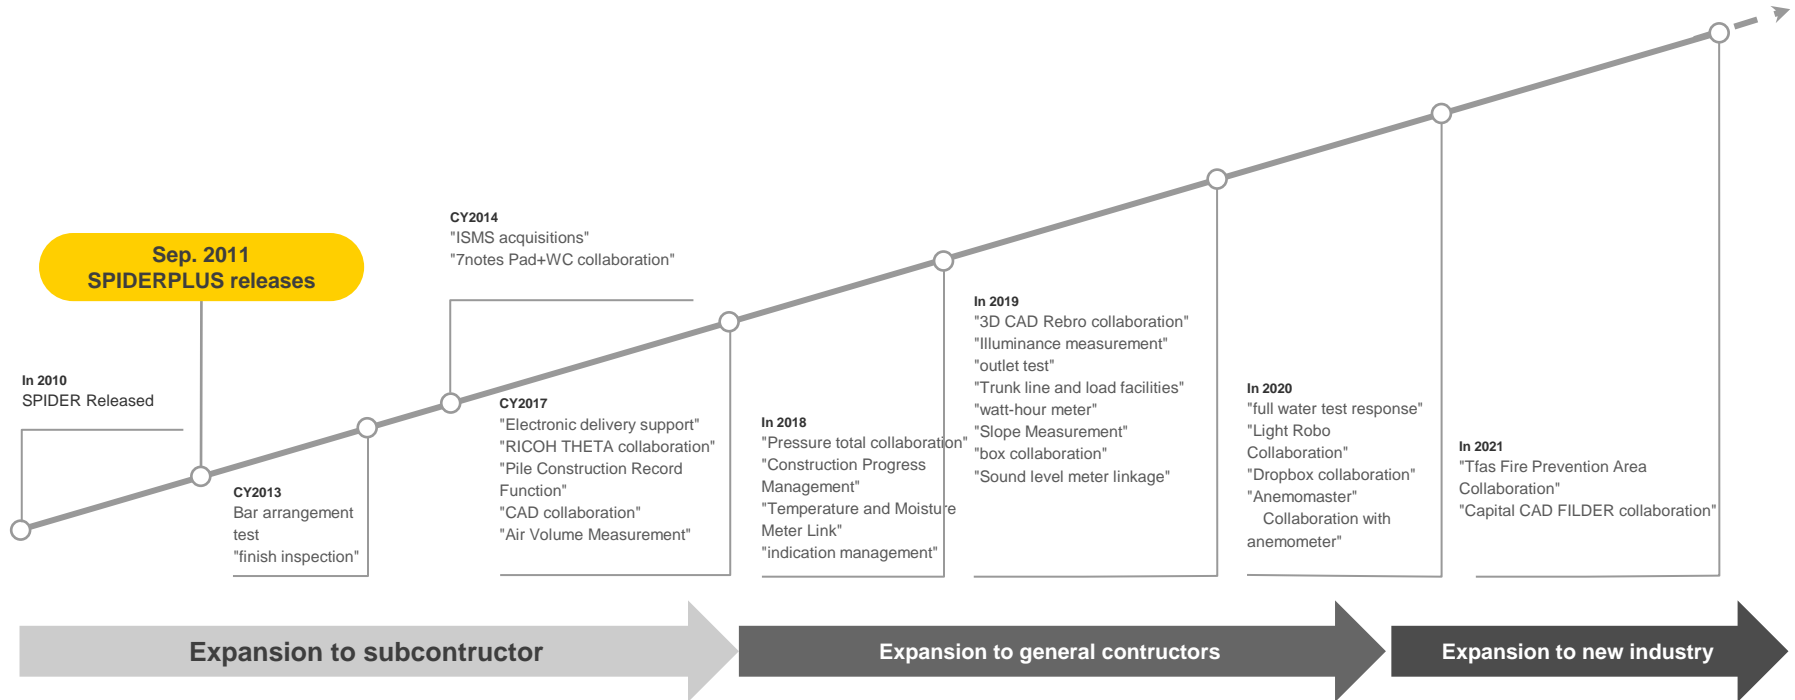 In 2010
SPIDER Released
Sep. 2011
SPIDERPLUS releases
CY2013
Bar arrangement
test
"finish inspection"
CY2014
"ISMS acquisitions"
"7notes Pad+WC collaboration"
CY2017
"Electronic delivery support"
"RICOH THETA collaboration"
"Pile Construction Record
Function"
"CAD collaboration"
"Air Volume Measurement"
In 2018
"Pressure total collaboration"
"Construction Progress
Management"
"Temperature and Moisture
Meter Link"
"indication management"
In 2019
"3D CAD Rebro collaboration"
"Illuminance measurement"
"outlet test"
"Trunk line and load facilities"
"watt-hour meter"
"Slope Measurement"
"box collaboration"
"Sound level meter linkage"
In 2020
"full water test response"
"Light Robo
Collaboration"
"Dropbox collaboration"
"Anemomaster"
Collaboration with
anemometer"
In 2021
"Tfas Fire Prevention Area
Collaboration"
"Capital CAD FILDER collaboration"
Expansion to subcontructor
Expansion to general contructors
Expansion to new industry